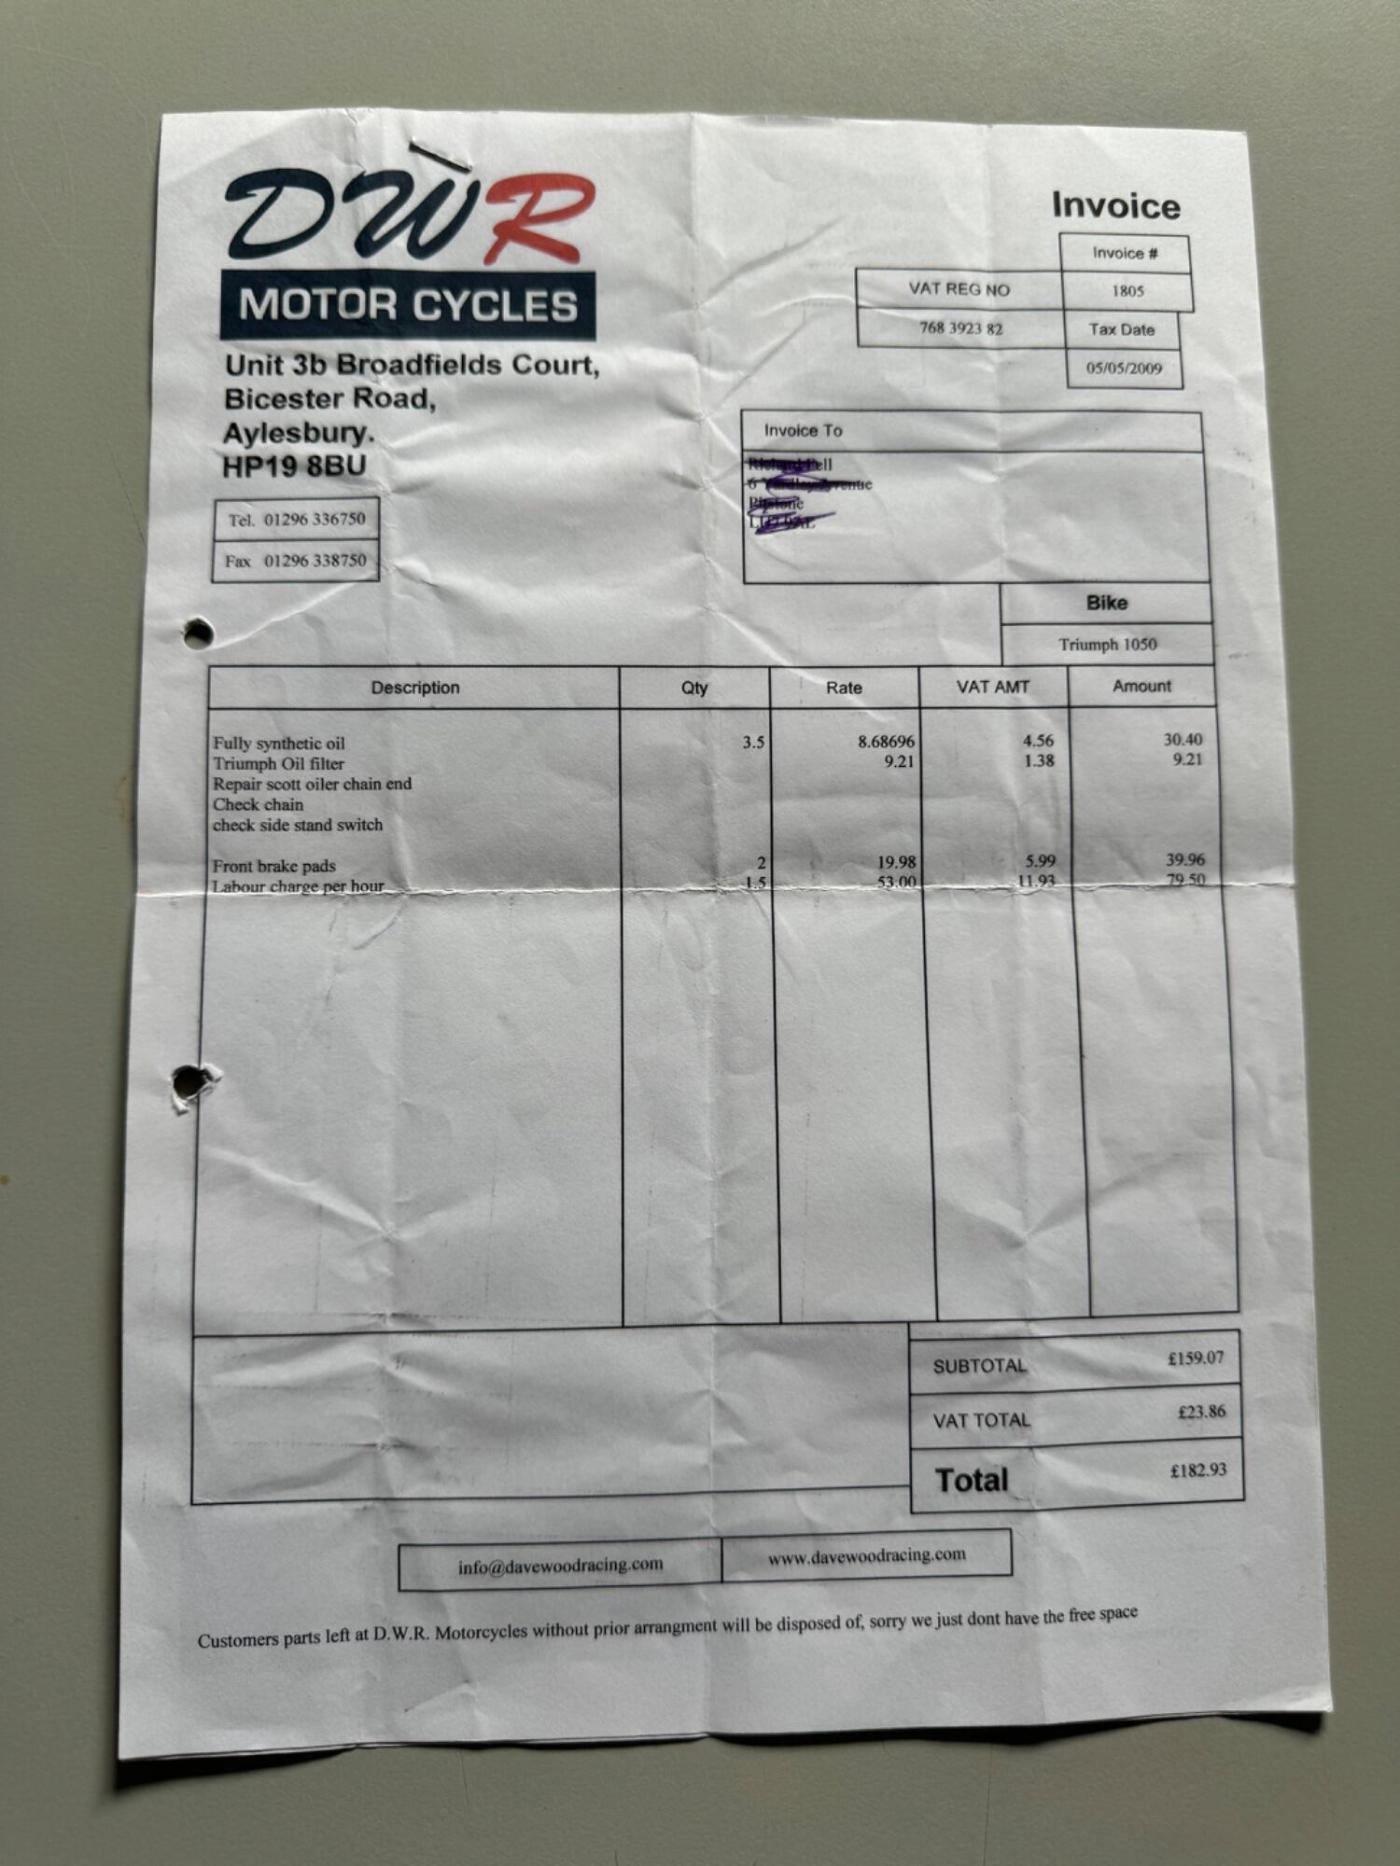 DWR
MOTOR CYCLES
Unit 3b Broadfields Court,
Bicester Road,
Aylesbury.
HP19 8BU
Tel. 01296 336750
Fax 01296 338750
Invoice
Invoice #
VAT REG NO 1805
768 3923 82 Tax Date
05/05/2009
Invoice To
Bike
Triumph 1050
Description Qty Rate VAT AMT Amount
Fully synthetic oil 3.5 8.68696 4.56 30.40
Triumph Oil filter 9.21 1.38 9.21
Repair scott oiler chain end
Check chain
check side stand switch
Front brake pads 2 19.98 5.99 39.96
Labour charge per hour 1.5 53.00 11.93 79.50
SUBTOTAL £159.07
VAT TOTAL £23.86
Total £182.93
info@davewoodracing.com www.davewoodracing.com
Customers parts left at D.W.R. Motorcycles without prior arrangment will be disposed of, sorry we just dont have the free space